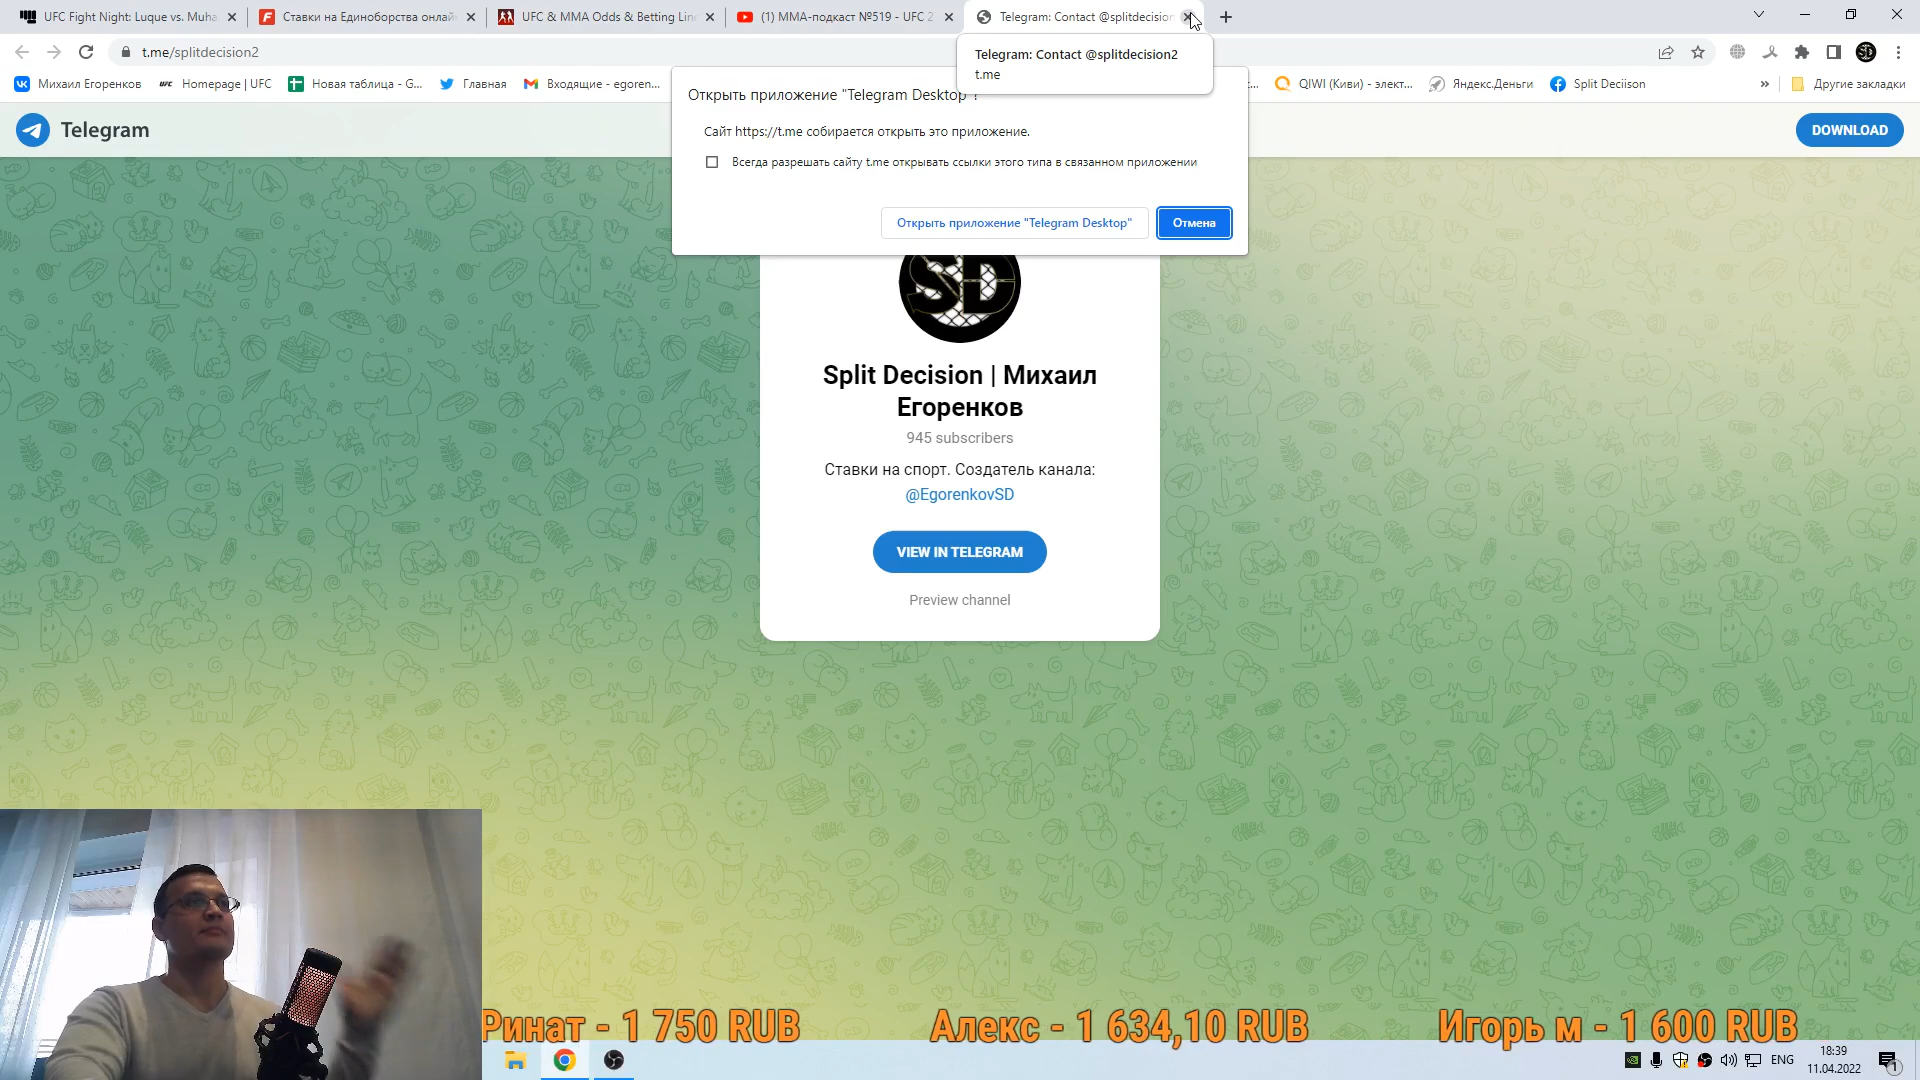 UFC Fight Night: Luque vs. Muha
Ставки на Единоборства онлай
UFC & MMA Odds & Betting Lin
(1) ММА-подкаст №519 - UFC 2
Telegram: Contact @splitdecision
t.me/splitdecision2
Telegram: Contact @splitdecision2
t.me
Михаил Егоренков
UFC
Homepage | UFC
Новая таблица - G...
Главная
Входящие - egoren...
QIWI (Киви) - элект...
Яндекс.Деньги
Split Deciison
»
Другие закладки
Открыть приложение "Telegram Desktop"?
Сайт https://t.me собирается открыть это приложение.
Всегда разрешать сайту t.me открывать ссылки этого типа в связанном приложении
Открыть приложение "Telegram Desktop"
Отмена
Telegram
DOWNLOAD
SD
Split Decision | Михаил
Егоренков
945 subscribers
Ставки на спорт. Создатель канала:
@EgorenkovSD
VIEW IN TELEGRAM
Preview channel
Ринат - 1 750 RUB
Алекс - 1 634,10 RUB
Игорь м - 1 600 RUB
ENG
18:39
11.04.2022
1